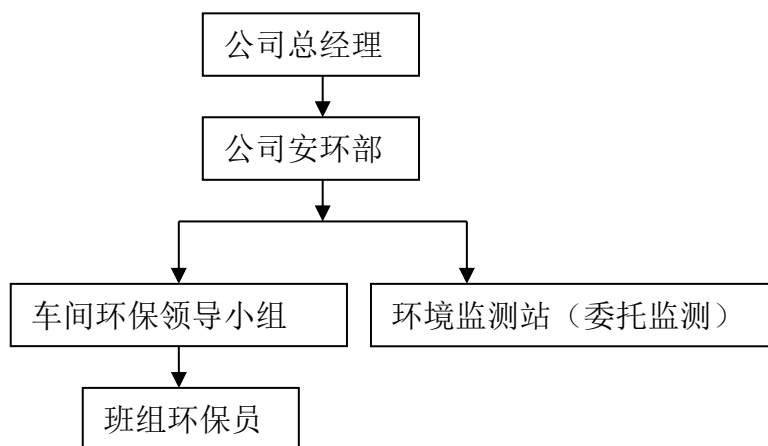 公司总经理
公司安环部
车间环保领导小组
环境监测站（委托监测）
班组环保员